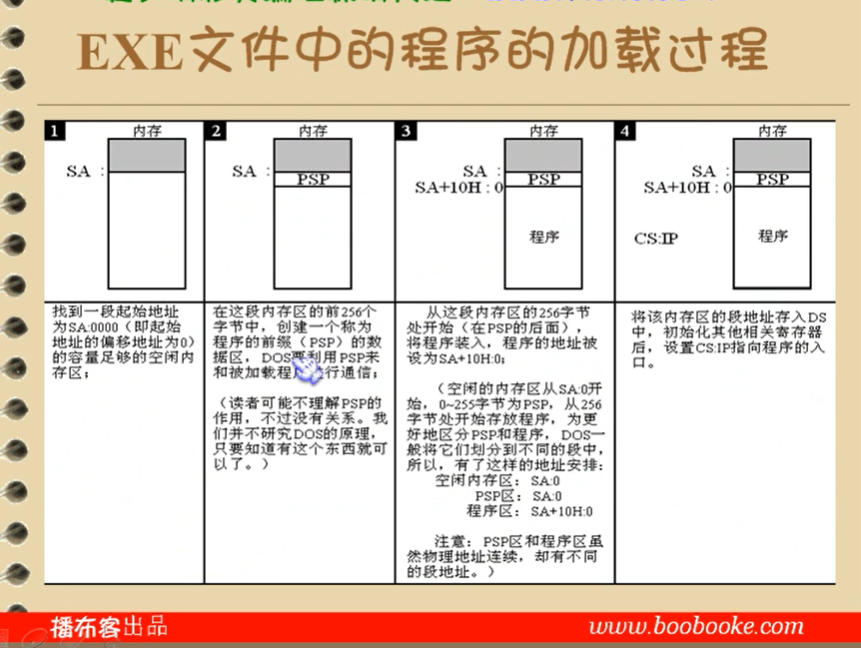 EXE文件中的程序的加载过程
1
内存
SA :
2
内存
SA :
PSP
3
内存
SA :
SA+10H : 0
PSP
程序
4
内存
SA :
SA+10H : 0
PSP
CS:IP
程序
找到一段起始地址
为SA:0000（即起始
地址的偏移地址为0）
的容量足够的空闲内
存区；
在这段内存区的前256个
字节中，创建一个称为
程序的前缀（PSP）的数
据区，DOS要利用PSP来
和被加载程 行通信；
（读者可能不理解PSP的
作用，不过没有关系。我
们并不研究DOS的原理，
只要知道有这个东西就可
以了。）
从这段内存区的256字节
处开始（在PSP的后面），
将程序装入，程序的地址被
设为SA+10H:0；
（空闲的内存区从SA:0开
始，0~255字节为PSP，从256
字节处开始存放程序，为更
好地区分PSP和程序，DOS一
般将它们划分到不同的段中，
所以，有了这样的地址安排：
空闲内存区：SA:0
PSP区：SA:0
程序区：SA+10H:0
注意：PSP区和程序区虽
然物理地址连续，却有不同
的段地址。）
将该内存区的段地址存入DS
中，初始化其他相关寄存器
后，设置CS:IP指向程序的入
口。
播布客出品
www.boobooke.com